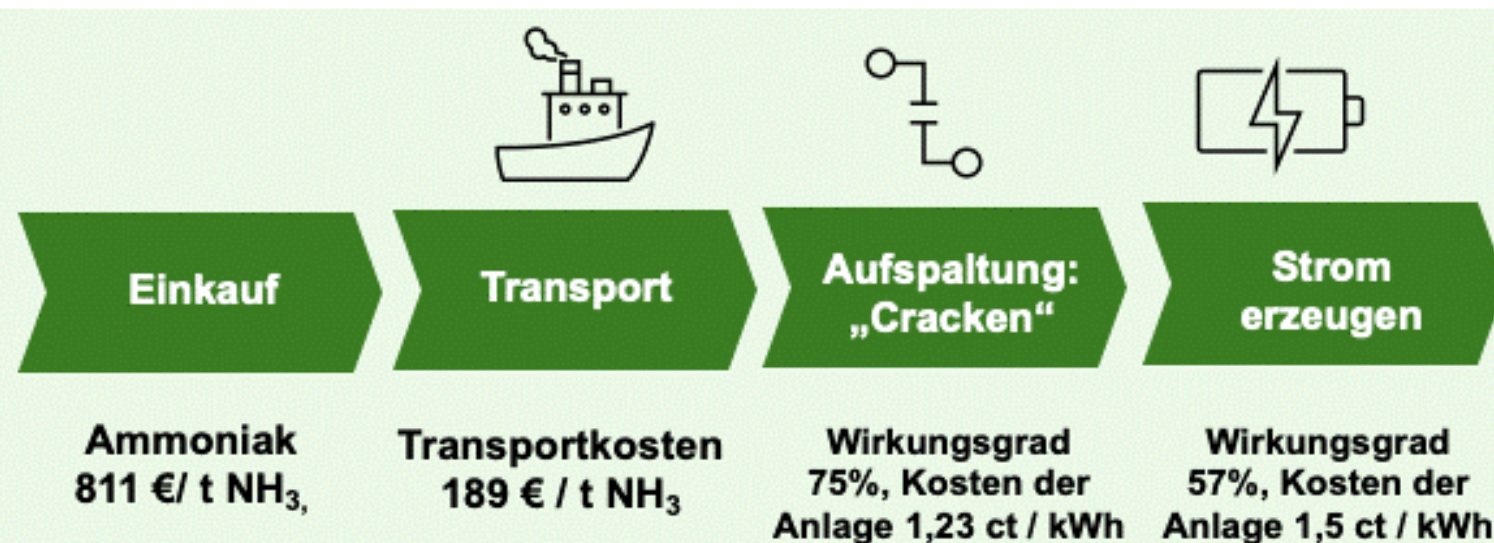 Einkauf
Transport
Aufspaltung:
„Cracken“
Strom
erzeugen
Ammoniak
811 €/ t NH₃,
Transportkosten
189 € / t NH₃
Wirkungsgrad
75%, Kosten der
Anlage 1,23 ct / kWh
Wirkungsgrad
57%, Kosten der
Anlage 1,5 ct / kWh